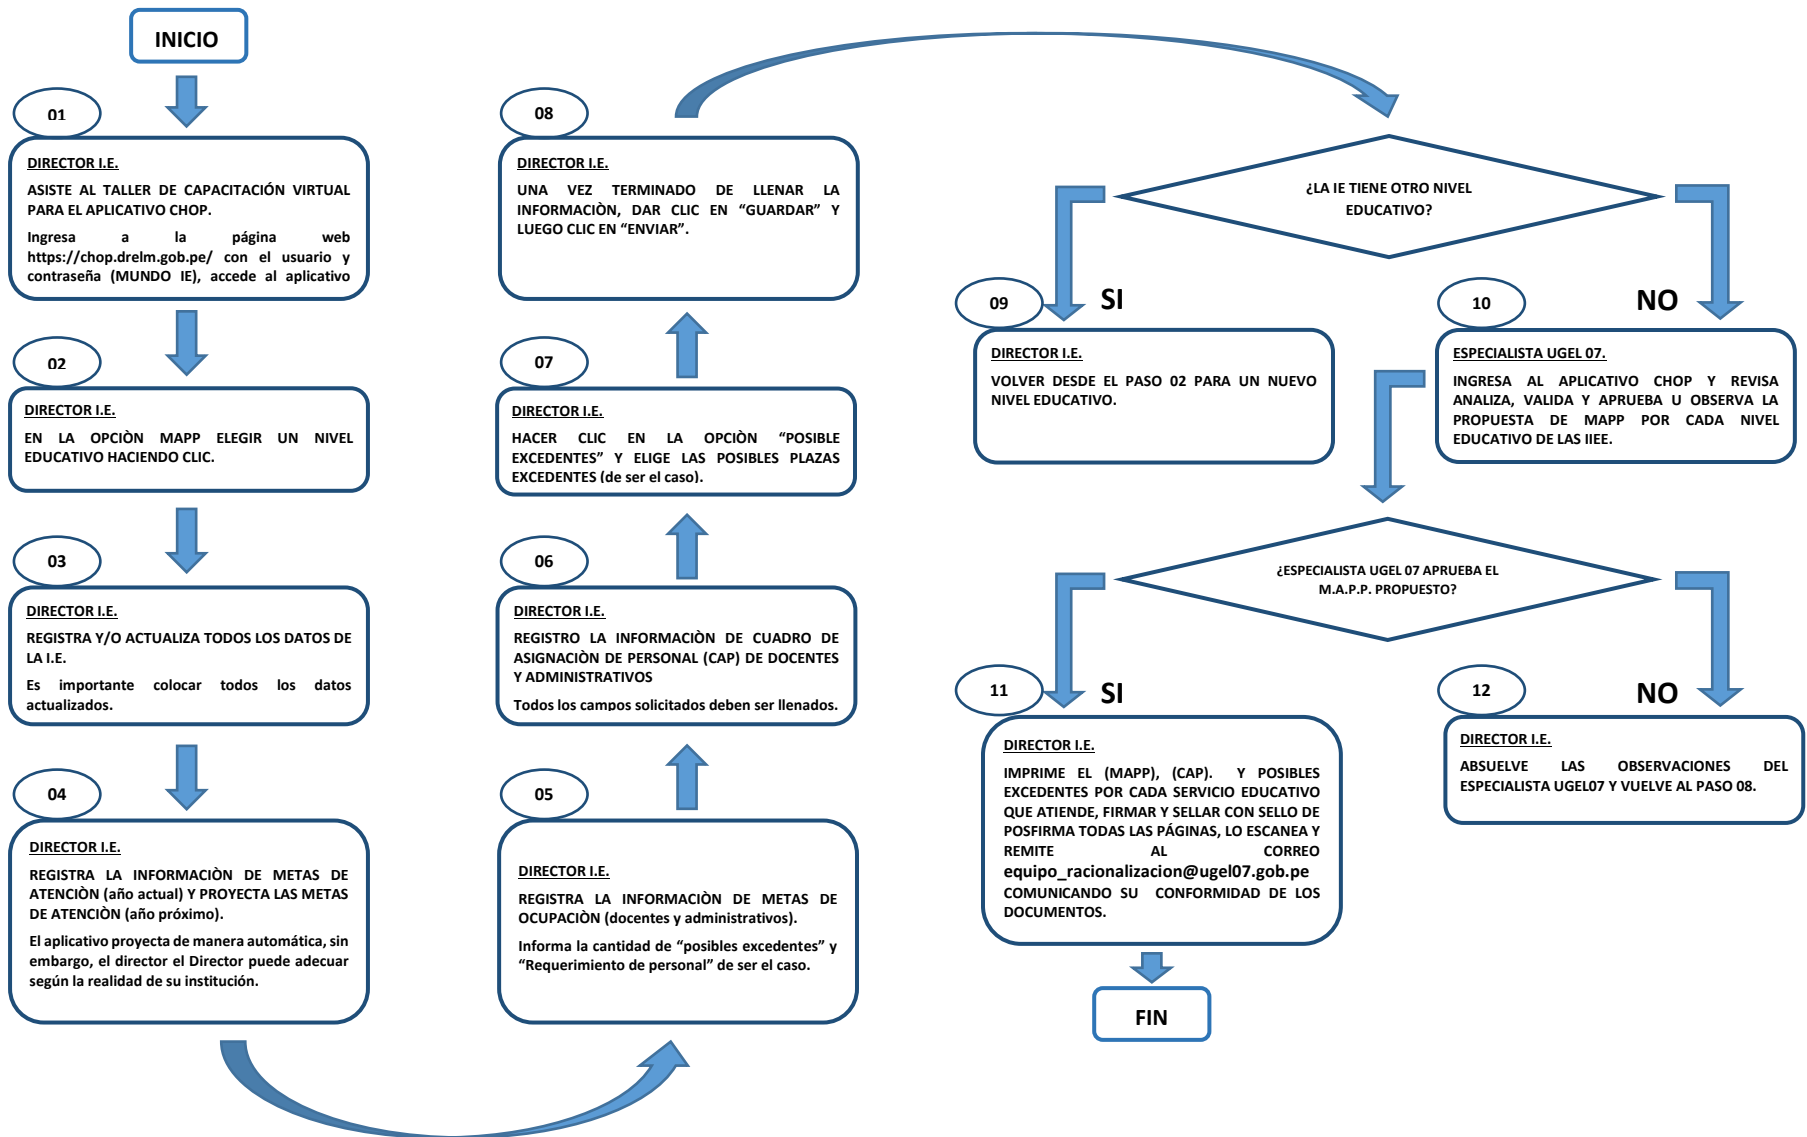 INICIO
01
DIRECTOR I.E.
ASISTE AL TALLER DE CAPACITACIÓN VIRTUAL
PARA EL APLICATIVO CHOP.
Ingresa a la página web
https://chop.drelm.gob.pe/ con el usuario y
contraseña (MUNDO IE), accede al aplicativo
02
DIRECTOR I.E.
EN LA OPCIÒN MAPP ELEGIR UN NIVEL
EDUCATIVO HACIENDO CLIC.
03
DIRECTOR I.E.
REGISTRA Y/O ACTUALIZA TODOS LOS DATOS DE
LA I.E.
Es importante colocar todos los datos
actualizados.
04
DIRECTOR I.E.
REGISTRA LA INFORMACIÒN DE METAS DE
ATENCIÒN (año actual) Y PROYECTA LAS METAS
DE ATENCIÒN (año próximo).
El aplicativo proyecta de manera automática, sin
embargo, el director el Director puede adecuar
según la realidad de su institución.
05
DIRECTOR I.E.
REGISTRA LA INFORMACIÒN DE METAS DE
OCUPACIÒN (docentes y administrativos).
Informa la cantidad de “posibles excedentes” y
“Requerimiento de personal” de ser el caso.
06
DIRECTOR I.E.
REGISTRO LA INFORMACIÒN DE CUADRO DE
ASIGNACIÒN DE PERSONAL (CAP) DE DOCENTES
Y ADMINISTRATIVOS
Todos los campos solicitados deben ser llenados.
07
DIRECTOR I.E.
HACER CLIC EN LA OPCIÒN “POSIBLE
EXCEDENTES” Y ELIGE LAS POSIBLES PLAZAS
EXCEDENTES (de ser el caso).
08
DIRECTOR I.E.
UNA VEZ TERMINADO DE LLENAR LA
INFORMACIÒN, DAR CLIC EN “GUARDAR” Y
LUEGO CLIC EN “ENVIAR”.
¿LA IE TIENE OTRO NIVEL
EDUCATIVO?
SI
NO
09
DIRECTOR I.E.
VOLVER DESDE EL PASO 02 PARA UN NUEVO
NIVEL EDUCATIVO.
10
ESPECIALISTA UGEL 07.
INGRESA AL APLICATIVO CHOP Y REVISA
ANALIZA, VALIDA Y APRUEBA U OBSERVA LA
PROPUESTA DE MAPP POR CADA NIVEL
EDUCATIVO DE LAS IIEE.
¿ESPECIALISTA UGEL 07 APRUEBA EL
M.A.P.P. PROPUESTO?
SI
NO
11
DIRECTOR I.E.
IMPRIME EL (MAPP), (CAP). Y POSIBLES
EXCEDENTES POR CADA SERVICIO EDUCATIVO
QUE ATIENDE, FIRMAR Y SELLAR CON SELLO DE
POSFIRMA TODAS LAS PÁGINAS, LO ESCANEA Y
REMITE AL CORREO
equipo_racionalizacion@ugel07.gob.pe
COMUNICANDO SU CONFORMIDAD DE LOS
DOCUMENTOS.
12
DIRECTOR I.E.
ABSUELVE LAS OBSERVACIONES DEL
ESPECIALISTA UGEL07 Y VUELVE AL PASO 08.
FIN